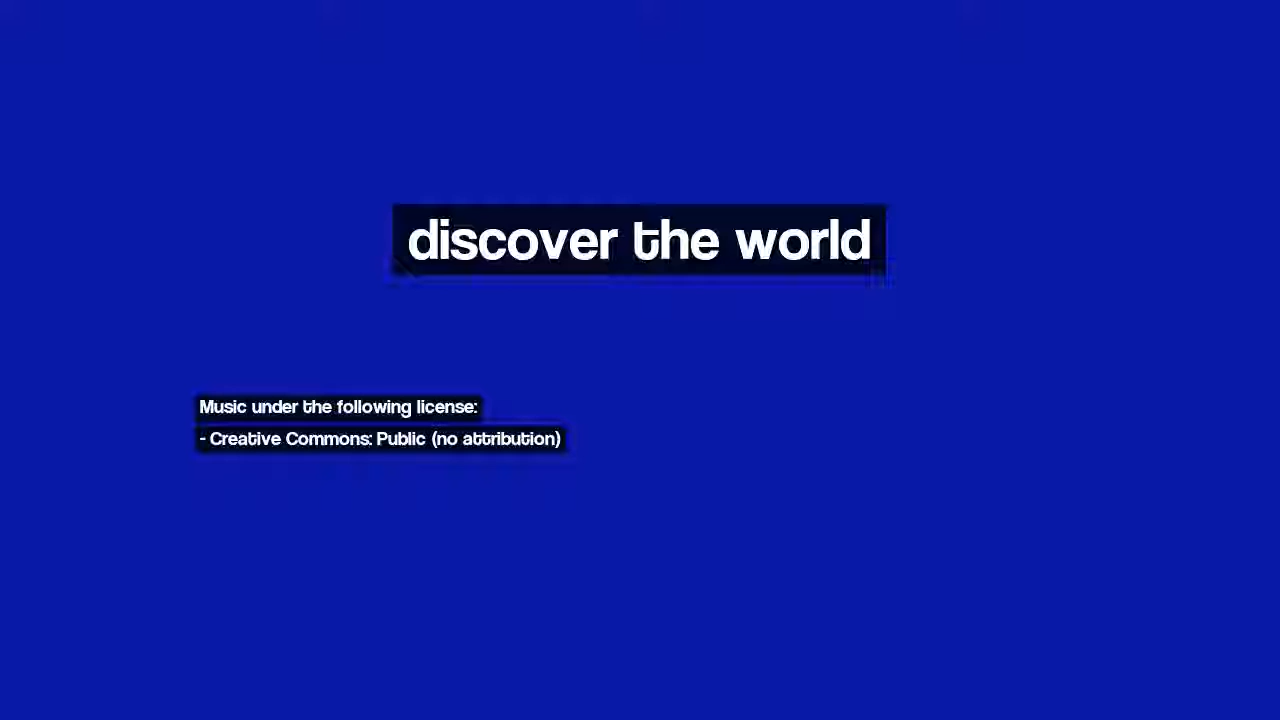 discover the world
Music under the following license:
- Creative Commons: Public (no attribution)